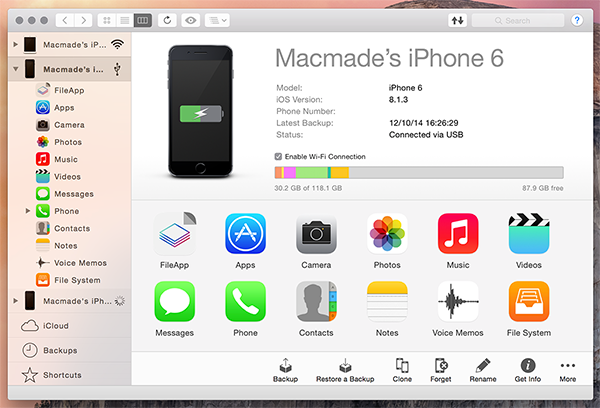 Search
?
Macmade's iP...
Macmade's i...
FileApp
Apps
Camera
Photos
Music
Videos
Messages
Phone
Contacts
Notes
Voice Memos
File System
Macmade's iPh...
iCloud
Backups
Shortcuts
Macmade's iPhone 6
Model: iPhone 6
iOS Version: 8.1.3
Phone Number:
Latest Backup: 12/10/14 16:26:29
Status: Connected via USB
Enable Wi-Fi Connection
30.2 GB of 118.1 GB 87.9 GB free
FileApp Apps Camera Photos Music Videos
Messages Phone Contacts Notes Voice Memos File System
Backup Restore a Backup Clone Forget Rename Get Info More